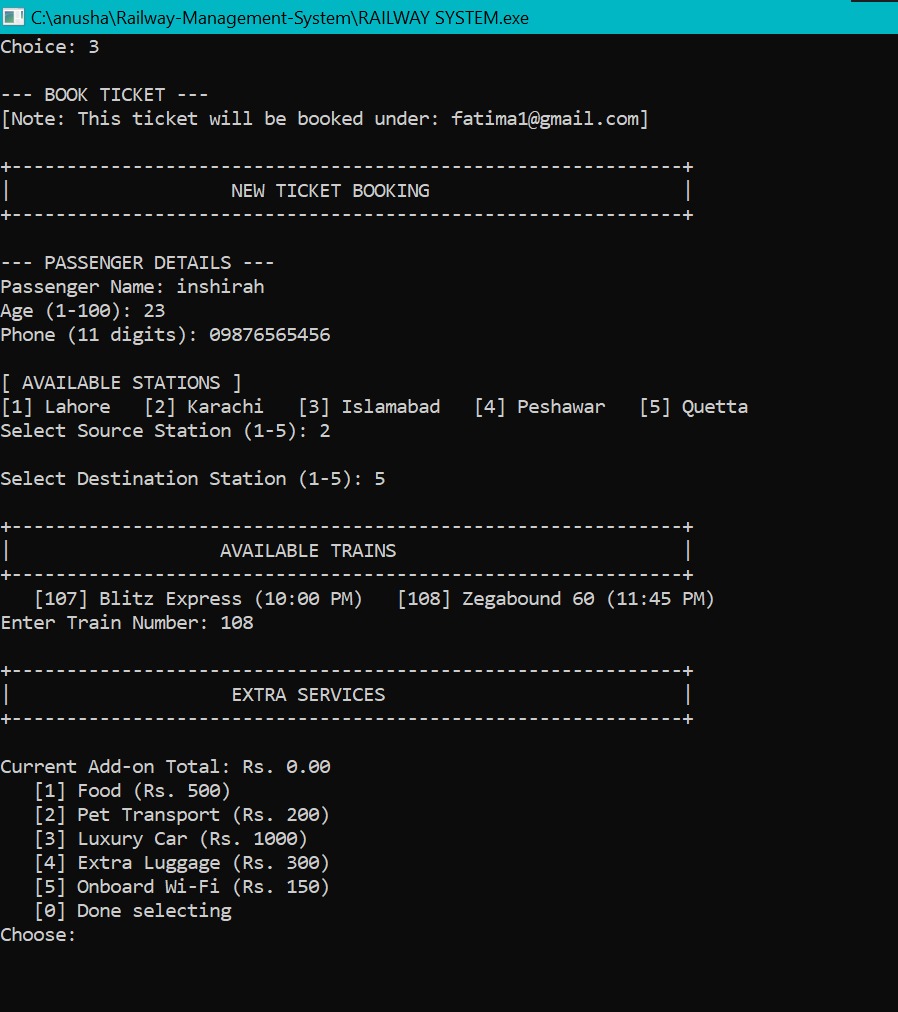 C:\anusha\Railway-Management-System\RAILWAY SYSTEM.exe
Choice: 3
--- BOOK TICKET ---
[Note: This ticket will be booked under: fatima1@gmail.com]
+-------------------------------------------------------------+
|                    NEW TICKET BOOKING                       |
+-------------------------------------------------------------+
--- PASSENGER DETAILS ---
Passenger Name: inshirah
Age (1-100): 23
Phone (11 digits): 09876565456
[ AVAILABLE STATIONS ]
[1] Lahore   [2] Karachi   [3] Islamabad   [4] Peshawar   [5] Quetta
Select Source Station (1-5): 2
Select Destination Station (1-5): 5
+-------------------------------------------------------------+
|                   AVAILABLE TRAINS                          |
+-------------------------------------------------------------+
   [107] Blitz Express (10:00 PM)   [108] Zegabound 60 (11:45 PM)
Enter Train Number: 108
+-------------------------------------------------------------+
|                    EXTRA SERVICES                           |
+-------------------------------------------------------------+
Current Add-on Total: Rs. 0.00
   [1] Food (Rs. 500)
   [2] Pet Transport (Rs. 200)
   [3] Luxury Car (Rs. 1000)
   [4] Extra Luggage (Rs. 300)
   [5] Onboard Wi-Fi (Rs. 150)
   [0] Done selecting
Choose: